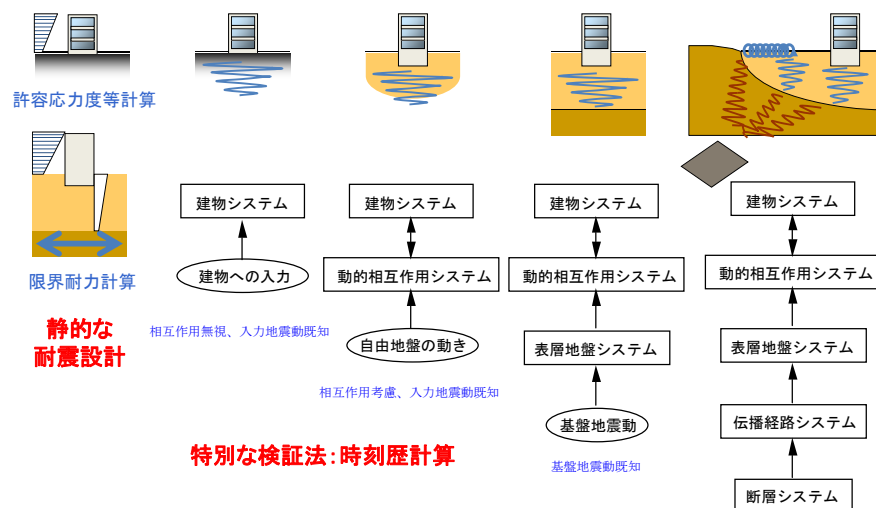 許容応力度等計算
限界耐力計算
静的な
耐震設計
建物システム
建物への入力
相互作用無視、入力地震動既知
建物システム
動的相互作用システム
自由地盤の動き
相互作用考慮、入力地震動既知
建物システム
動的相互作用システム
表層地盤システム
基盤地震動
基盤地震動既知
建物システム
動的相互作用システム
表層地盤システム
伝播経路システム
断層システム
特別な検証法:時刻歴計算